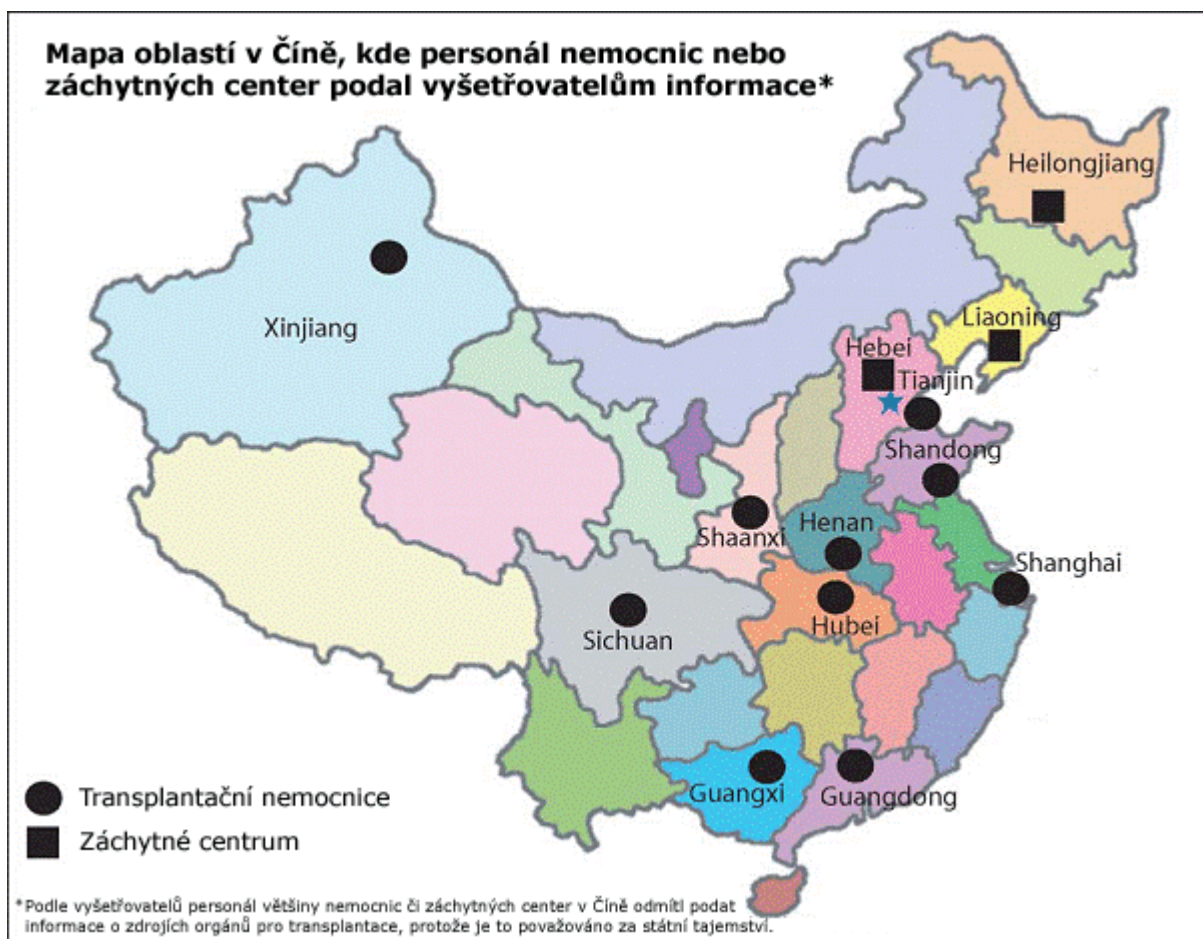 Mapa oblastí v Číně, kde personál nemocnic nebo
záchytných center podal vyšetřovatelům informace*
Heilongjiang
Xinjiang
Liaoning
Hebei
Tianjin
Shandong
Shaanxi
Henan
Shanghai
Hubei
Sichuan
Guangxi
Guangdong
Transplantační nemocnice
Záchytné centrum
*Podle vyšetřovatelů personál většiny nemocnic či záchytných center v Číně odmítl podat
informace o zdrojích orgánů pro transplantace, protože je to považováno za státní tajemství.